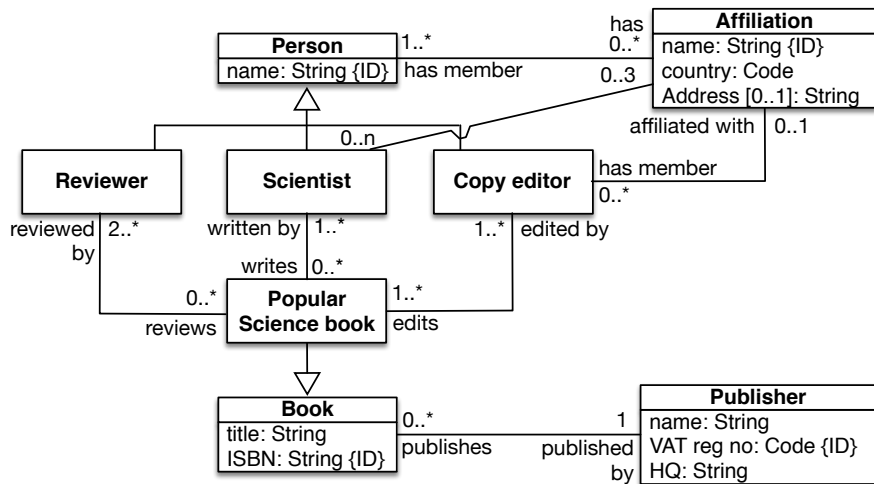 Person
name: String {ID}
1..*
has member
has
0..*
0..3
Affiliation
name: String {ID}
country: Code
Address [0..1]: String
affiliated with
0..1
0..n
Reviewer
Scientist
Copy editor
has member
0..*
reviewed
by
2..*
written by
1..*
1..*
edited by
writes
0..*
0..*
reviews
Popular
Science book
1..*
edits
Book
title: String
ISBN: String {ID}
0..*
publishes
1
published
by
Publisher
name: String
VAT reg no: Code {ID}
HQ: String